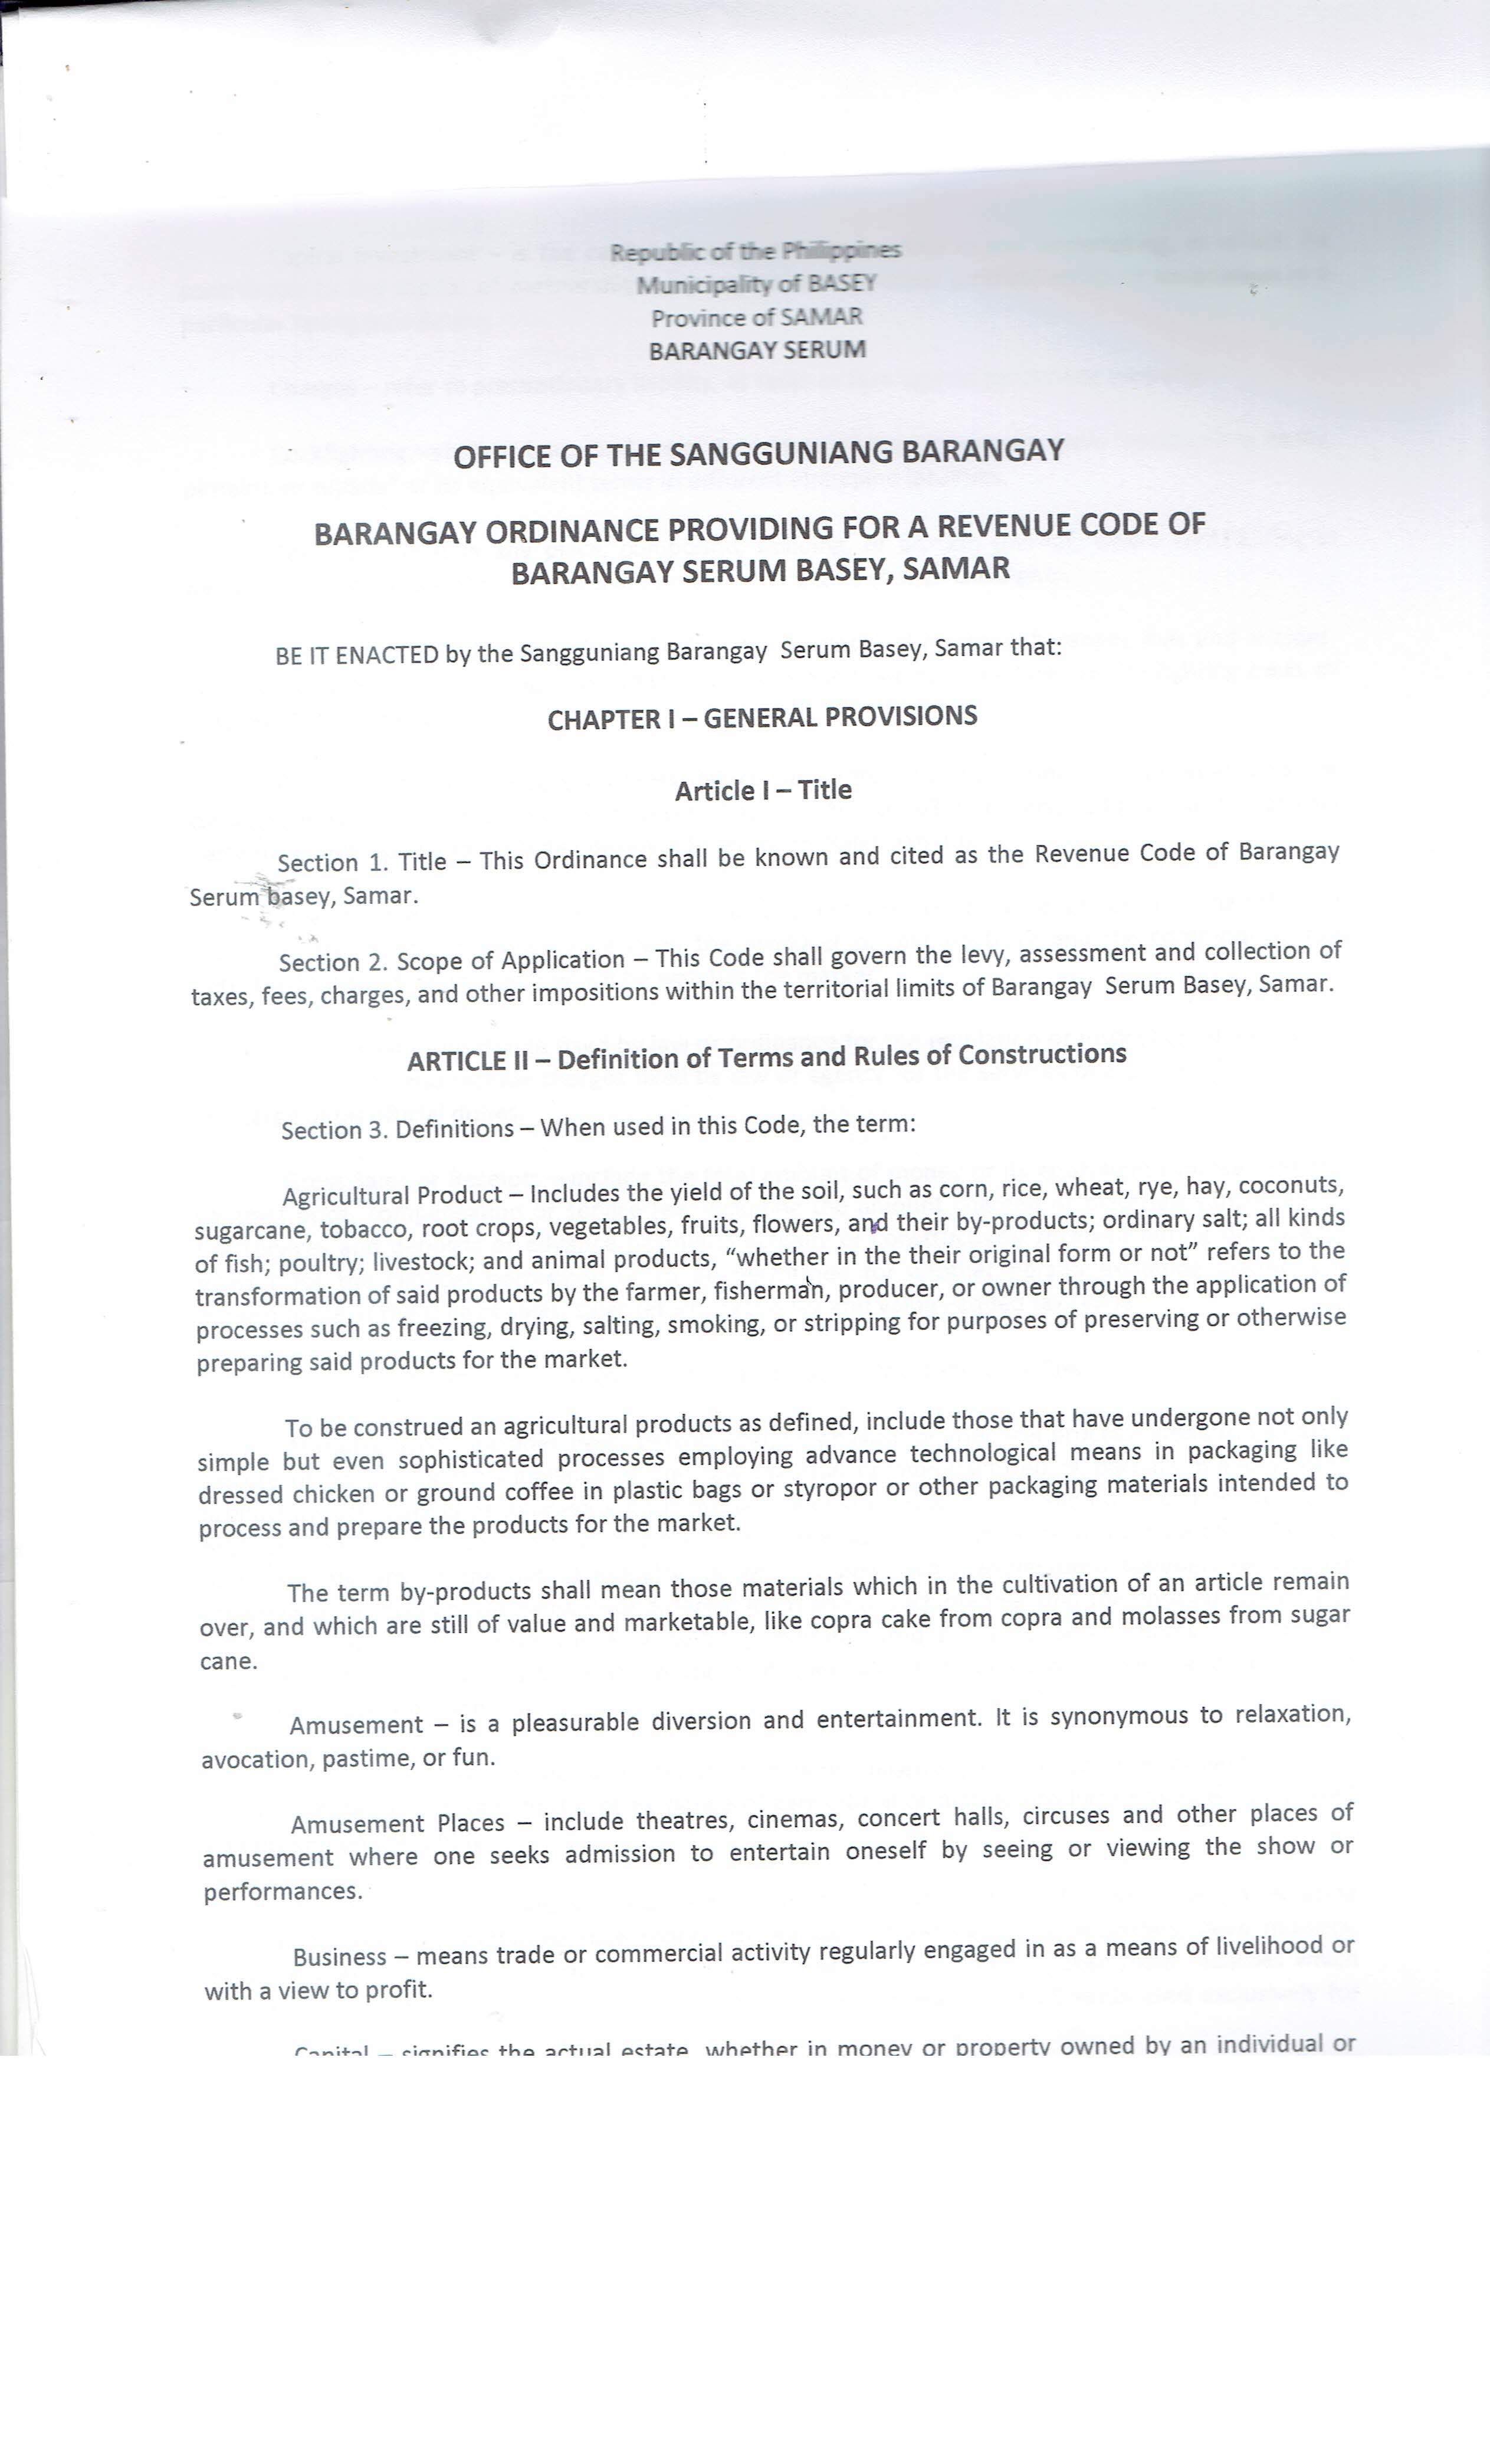 Republic of the Philippines
Municipality of BASEY
Province of SAMAR
BARANGAY SERUM
OFFICE OF THE SANGGUNIANG BARANGAY
BARANGAY ORDINANCE PROVIDING FOR A REVENUE CODE OF
BARANGAY SERUM BASEY, SAMAR
BE IT ENACTED by the Sangguniang Barangay Serum Basey, Samar that:
CHAPTER I – GENERAL PROVISIONS
Article I – Title
Section 1. Title – This Ordinance shall be known and cited as the Revenue Code of Barangay
Serum basey, Samar.
Section 2. Scope of Application – This Code shall govern the levy, assessment and collection of
taxes, fees, charges, and other impositions within the territorial limits of Barangay Serum Basey, Samar.
ARTICLE II – Definition of Terms and Rules of Constructions
Section 3. Definitions – When used in this Code, the term:
Agricultural Product – Includes the yield of the soil, such as corn, rice, wheat, rye, hay, coconuts,
sugarcane, tobacco, root crops, vegetables, fruits, flowers, and their by-products; ordinary salt; all kinds
of fish; poultry; livestock; and animal products, “whether in the their original form or not” refers to the
transformation of said products by the farmer, fisherman, producer, or owner through the application of
processes such as freezing, drying, salting, smoking, or stripping for purposes of preserving or otherwise
preparing said products for the market.
To be construed an agricultural products as defined, include those that have undergone not only
simple but even sophisticated processes employing advance technological means in packaging like
dressed chicken or ground coffee in plastic bags or styropor or other packaging materials intended to
process and prepare the products for the market.
The term by-products shall mean those materials which in the cultivation of an article remain
over, and which are still of value and marketable, like copra cake from copra and molasses from sugar
cane.
Amusement – is a pleasurable diversion and entertainment. It is synonymous to relaxation,
avocation, pastime, or fun.
Amusement Places – include theatres, cinemas, concert halls, circuses and other places of
amusement where one seeks admission to entertain oneself by seeing or viewing the show or
performances.
Business – means trade or commercial activity regularly engaged in as a means of livelihood or
with a view to profit.
Capital – signifies the actual estate, whether in money or property owned by an individual or